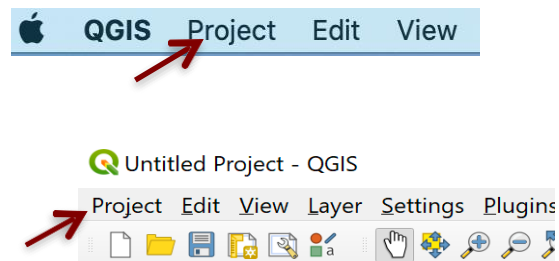 QGIS Project Edit View
Untitled Project - QGIS
Project Edit View Layer Settings Plugins
a